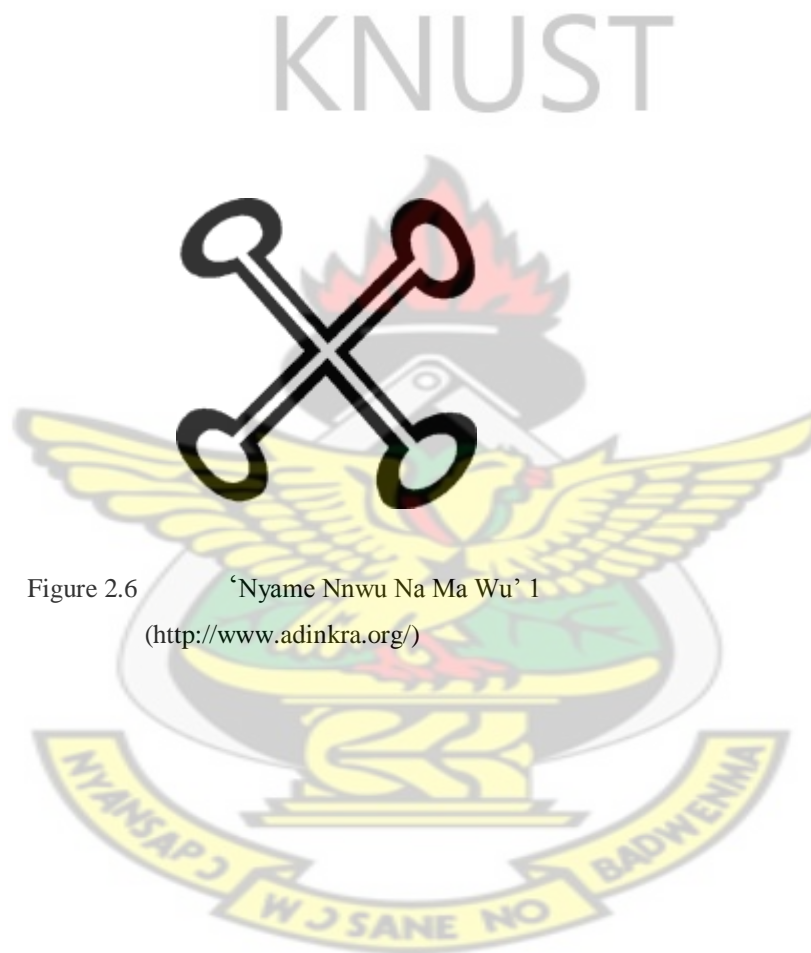 KNUST
Figure 2.6 ‘Nyame Nnwu Na Ma Wu’ 1
(http://www.adinkra.org/)
NYANSAPƆ WƆSANE NO BADWENMA